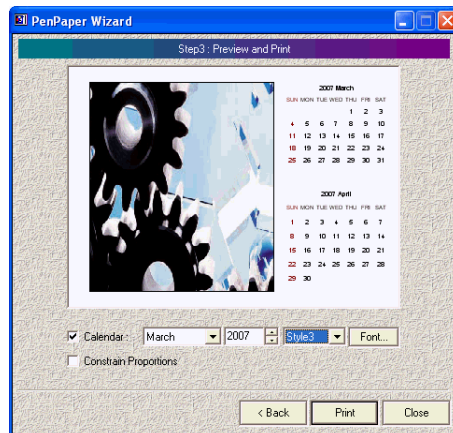 PenPaper Wizard
Step3 : Preview and Print
2007 March
SUN MON TUE WED THU FRI SAT
1 2 3
4 5 6 7 8 9 10
11 12 13 14 15 16 17
18 19 20 21 22 23 24
25 26 27 28 29 30 31
2007 April
SUN MON TUE WED THU FRI SAT
1 2 3 4 5 6 7
8 9 10 11 12 13 14
15 16 17 18 19 20 21
22 23 24 25 26 27 28
29 30
Calendar : March 2007 Style3 Font...
Constrain Proportions
< Back Print Close